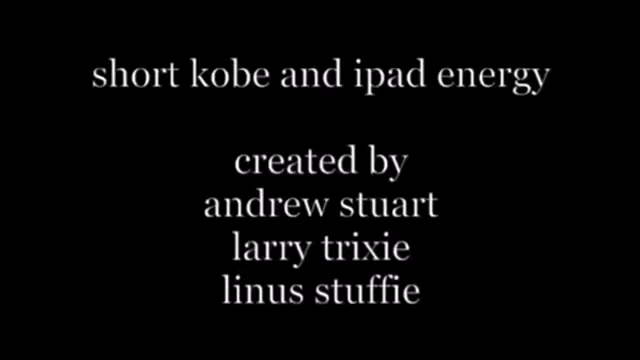 short kobe and ipad energy
created by
andrew stuart
larry trixie
linus stuffie